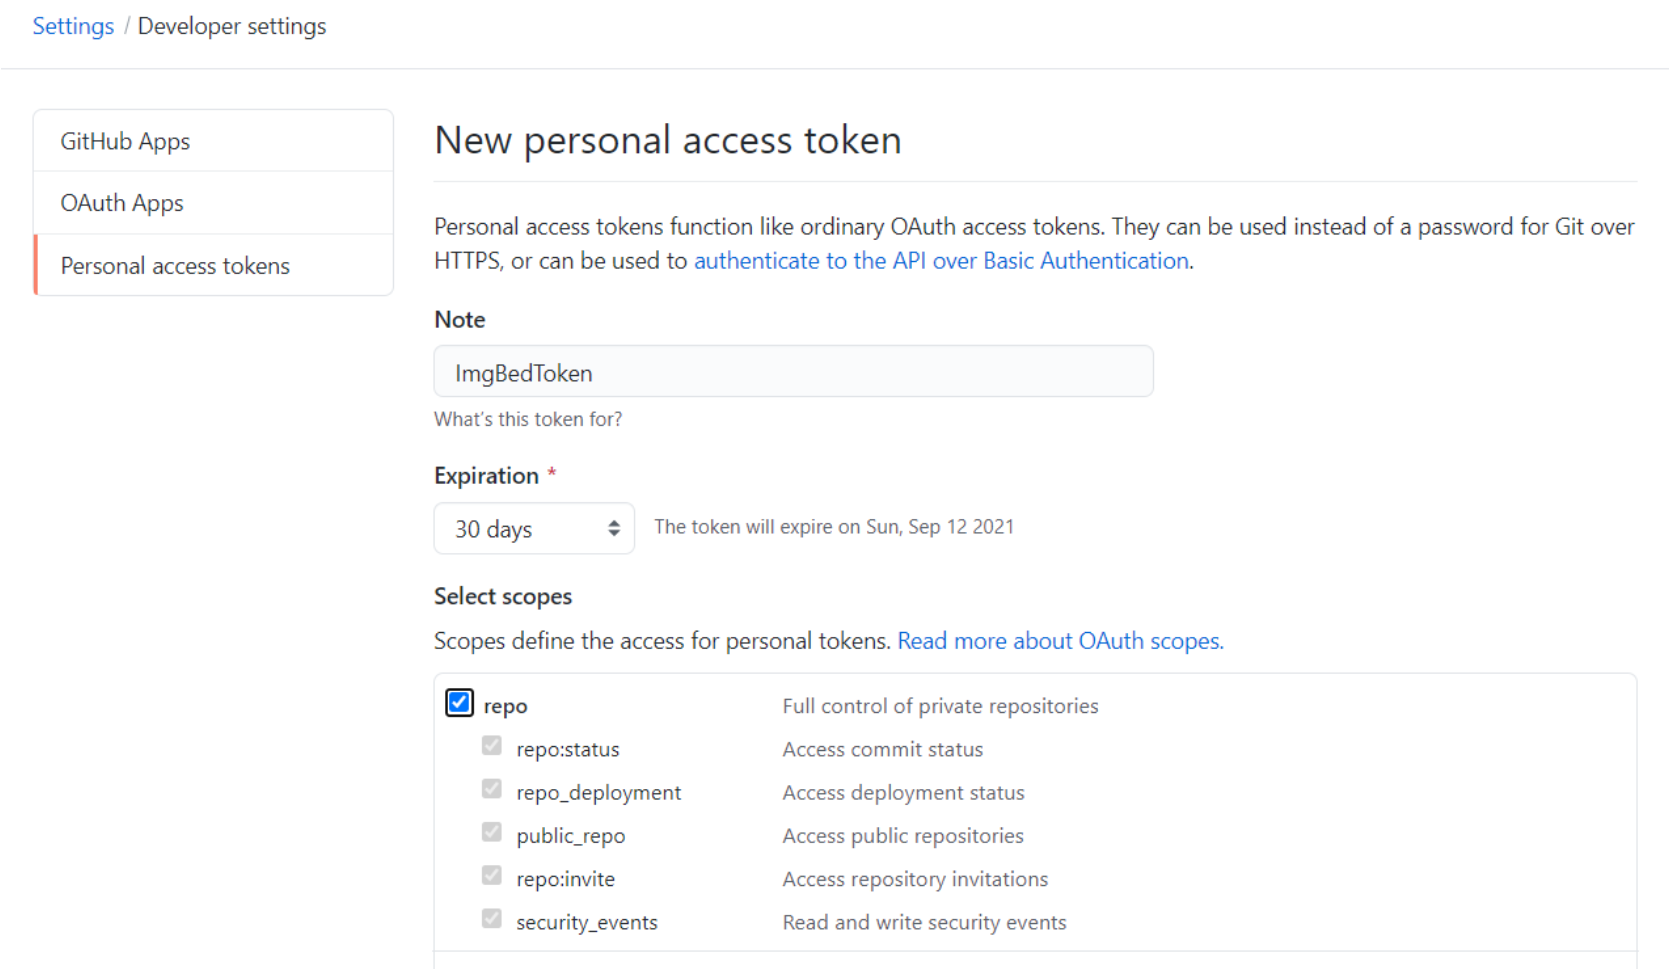 Settings / Developer settings
GitHub Apps
OAuth Apps
Personal access tokens
New personal access token
Personal access tokens function like ordinary OAuth access tokens. They can be used instead of a password for Git over
HTTPS, or can be used to authenticate to the API over Basic Authentication.
Note
ImgBedToken
What's this token for?
Expiration *
30 days The token will expire on Sun, Sep 12 2021
Select scopes
Scopes define the access for personal tokens. Read more about OAuth scopes.
repo Full control of private repositories
repo:status Access commit status
repo_deployment Access deployment status
public_repo Access public repositories
repo:invite Access repository invitations
security_events Read and write security events